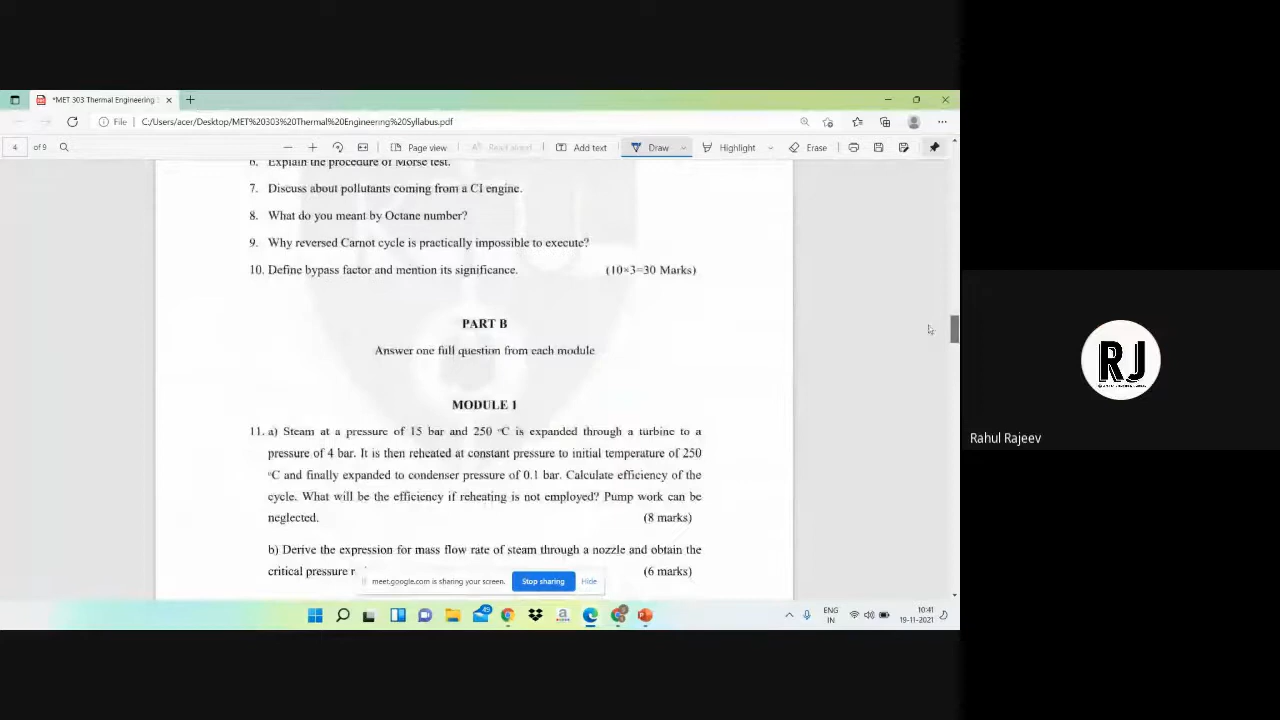 *MET 303 Thermal Engineering S
File C:/Users/acer/Desktop/MET%20303%20Thermal%20Engineering%20Syllabus.pdf
4 of 9 Page view Read aloud Add text Draw Highlight Erase
6. Explain the procedure of Morse test.
7. Discuss about pollutants coming from a CI engine.
8. What do you meant by Octane number?
9. Why reversed Carnot cycle is practically impossible to execute?
10. Define bypass factor and mention its significance. (10×3=30 Marks)
PART B
Answer one full question from each module
MODULE 1
11. a) Steam at a pressure of 15 bar and 250 °C is expanded through a turbine to a
pressure of 4 bar. It is then reheated at constant pressure to initial temperature of 250
°C and finally expanded to condenser pressure of 0.1 bar. Calculate efficiency of the
cycle. What will be the efficiency if reheating is not employed? Pump work can be
neglected. (8 marks)
b) Derive the expression for mass flow rate of steam through a nozzle and obtain the
critical pressure r (6 marks)
meet.google.com is sharing your screen. Stop sharing Hide
49
a
ENG
IN
10:41
19-11-2021
RJ
Rahul Rajeev